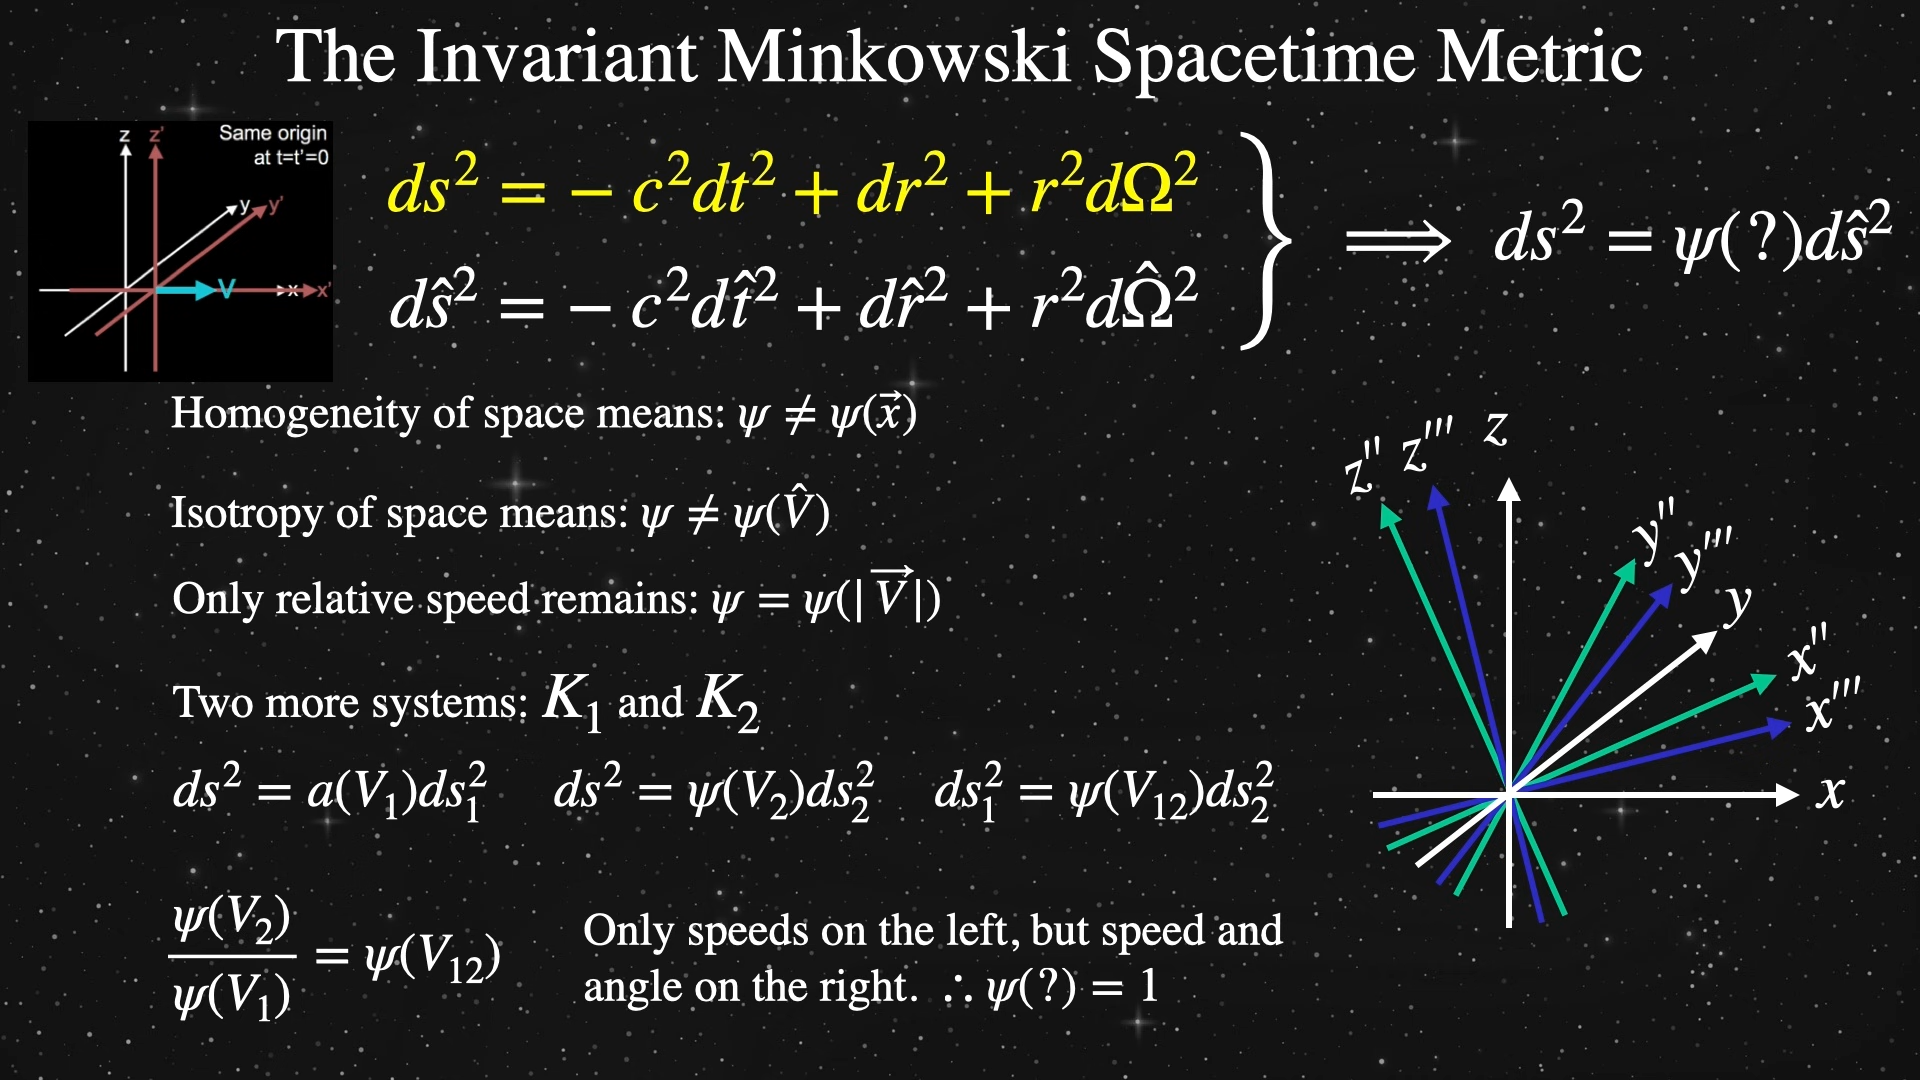 The Invariant Minkowski Spacetime Metric
z z' Same origin
at t=t'=0
y y'
V x x'
ds² = − c²dt² + dr² + r²dΩ²
dŝ² = − c²dt̂² + dr̂² + r²dΩ̂²
⟹ ds² = ψ(?)dŝ²
Homogeneity of space means: ψ ≠ ψ(x⃗)
Isotropy of space means: ψ ≠ ψ(V̂)
Only relative speed remains: ψ = ψ(|V⃗|)
Two more systems: K₁ and K₂
ds² = a(V₁)ds₁² ds² = ψ(V₂)ds₂² ds₁² = ψ(V₁₂)ds₂²
ψ(V₂)/ψ(V₁) = ψ(V₁₂)
Only speeds on the left, but speed and
angle on the right. ∴ ψ(?) = 1
z'' z''' z
y''
y'''
y
x''
x'''
x